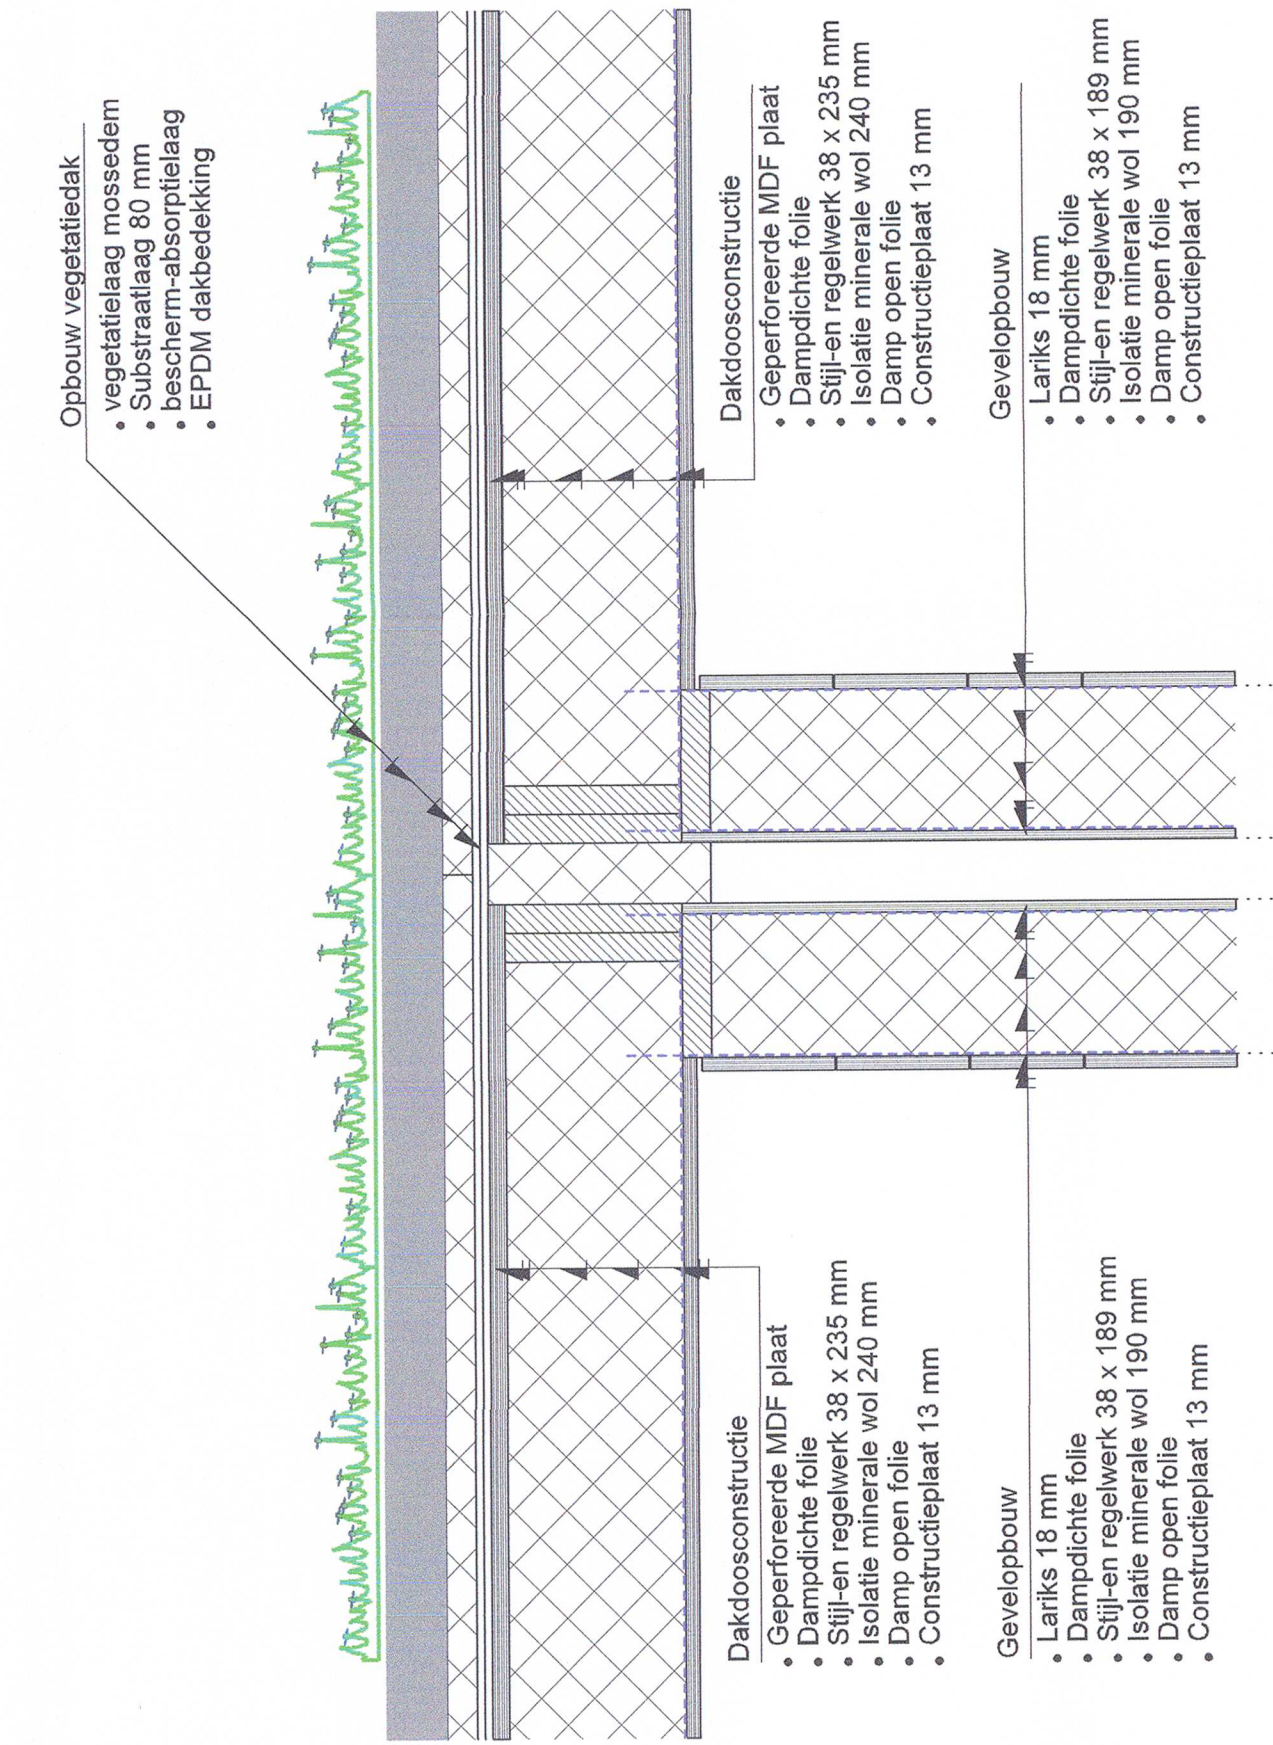 Opbouw vegetatiedak
• vegetatielaag mossedem
• Substraatlaag 80 mm
• bescherm-absorptielaag
• EPDM dakbedekking
Dakdoosconstructie
• Geperforeerde MDF plaat
• Dampdichte folie
• Stijl-en regelwerk 38 x 235 mm
• Isolatie minerale wol 240 mm
• Damp open folie
• Constructieplaat 13 mm
Dakdoosconstructie
• Geperforeerde MDF plaat
• Dampdichte folie
• Stijl-en regelwerk 38 x 235 mm
• Isolatie minerale wol 240 mm
• Damp open folie
• Constructieplaat 13 mm
Gevelopbouw
• Lariks 18 mm
• Dampdichte folie
• Stijl-en regelwerk 38 x 189 mm
• Isolatie minerale wol 190 mm
• Damp open folie
• Constructieplaat 13 mm
Gevelopbouw
• Lariks 18 mm
• Dampdichte folie
• Stijl-en regelwerk 38 x 189 mm
• Isolatie minerale wol 190 mm
• Damp open folie
• Constructieplaat 13 mm